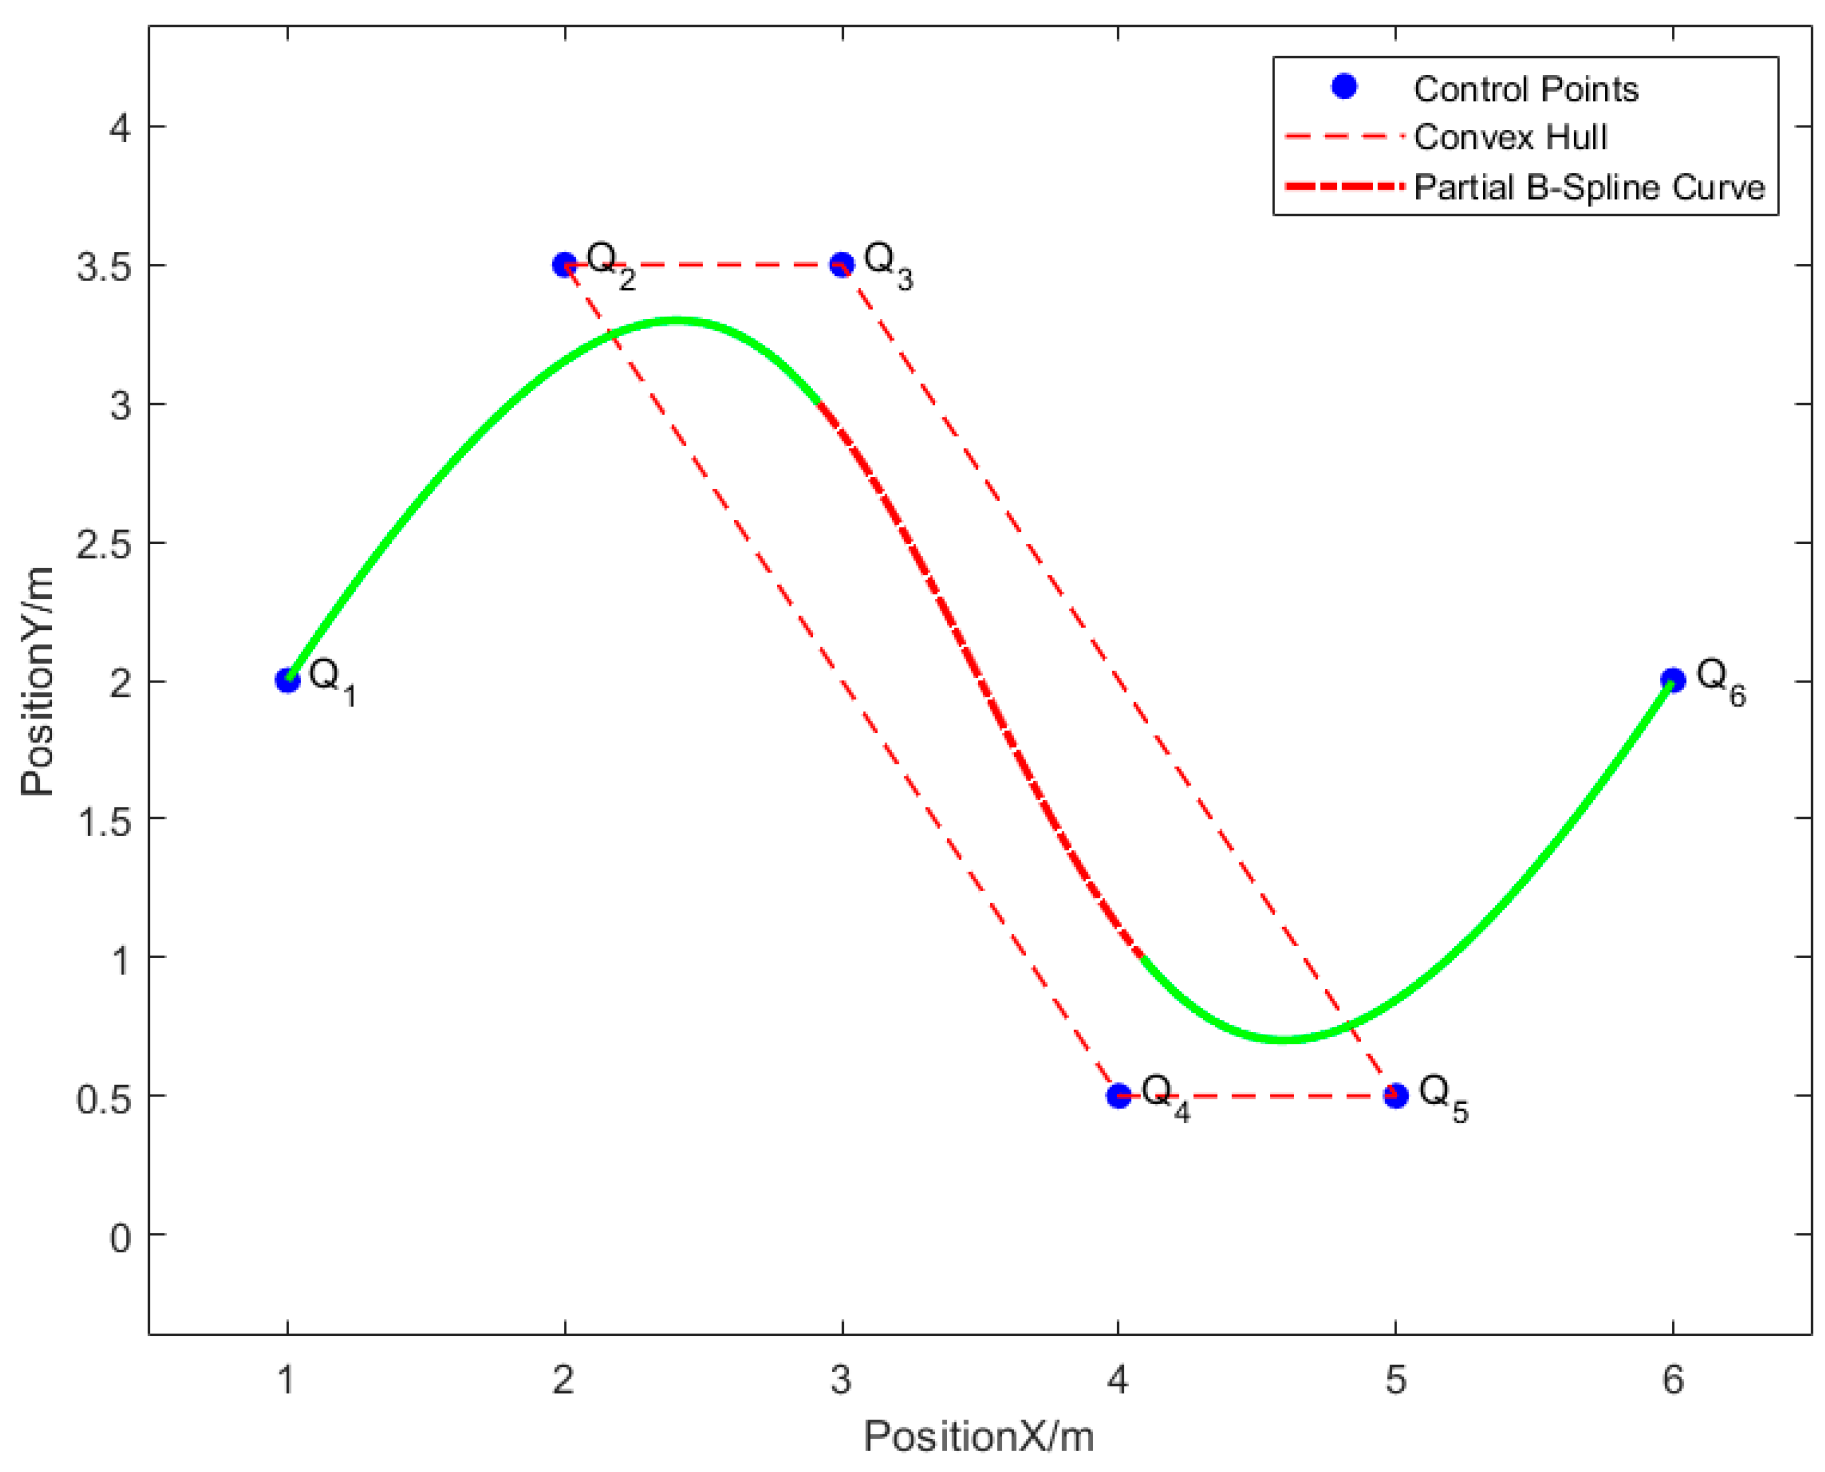 Control Points
Convex Hull
Partial B-Spline Curve
4
3.5
3
2.5
2
1.5
1
0.5
0
PositionY/m
Q2
Q3
Q1
Q6
Q4
Q5
1 2 3 4 5 6
PositionX/m